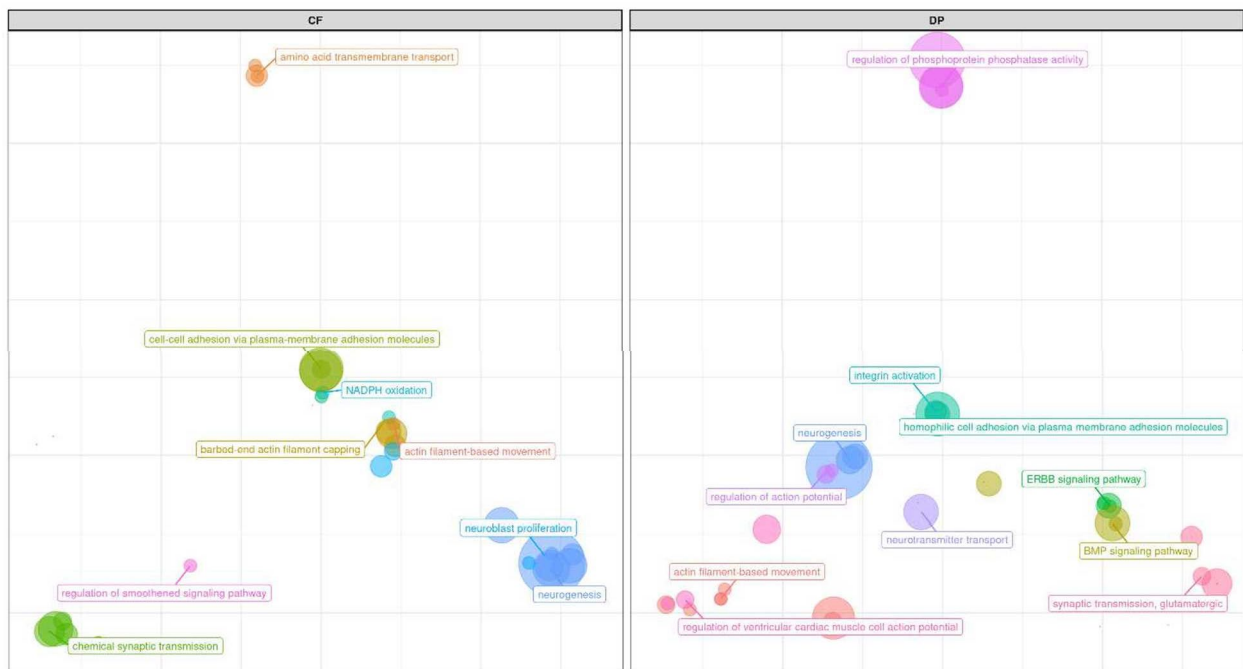 CF
DP
amino acid transmembrane transport
regulation of phosphoprotein phosphatase activity
cell-cell adhesion via plasma-membrane adhesion molecules
NADPH oxidation
barbod-end actin filament capping
actin filament-based movement
neuroblast proliferation
neurogenesis
regulation of smoothened signaling pathway
chemical synaptic transmission
integrin activation
homophilic cell adhesion via plasma membrane adhesion molecules
neurogenesis
regulation of action potential
ERBB signaling pathway
neurotransmitter transport
BMP signaling pathway
actin filament-based movement
synaptic transmission, glutamatorgic
regulation of ventricular cardiac muscle cell action potential